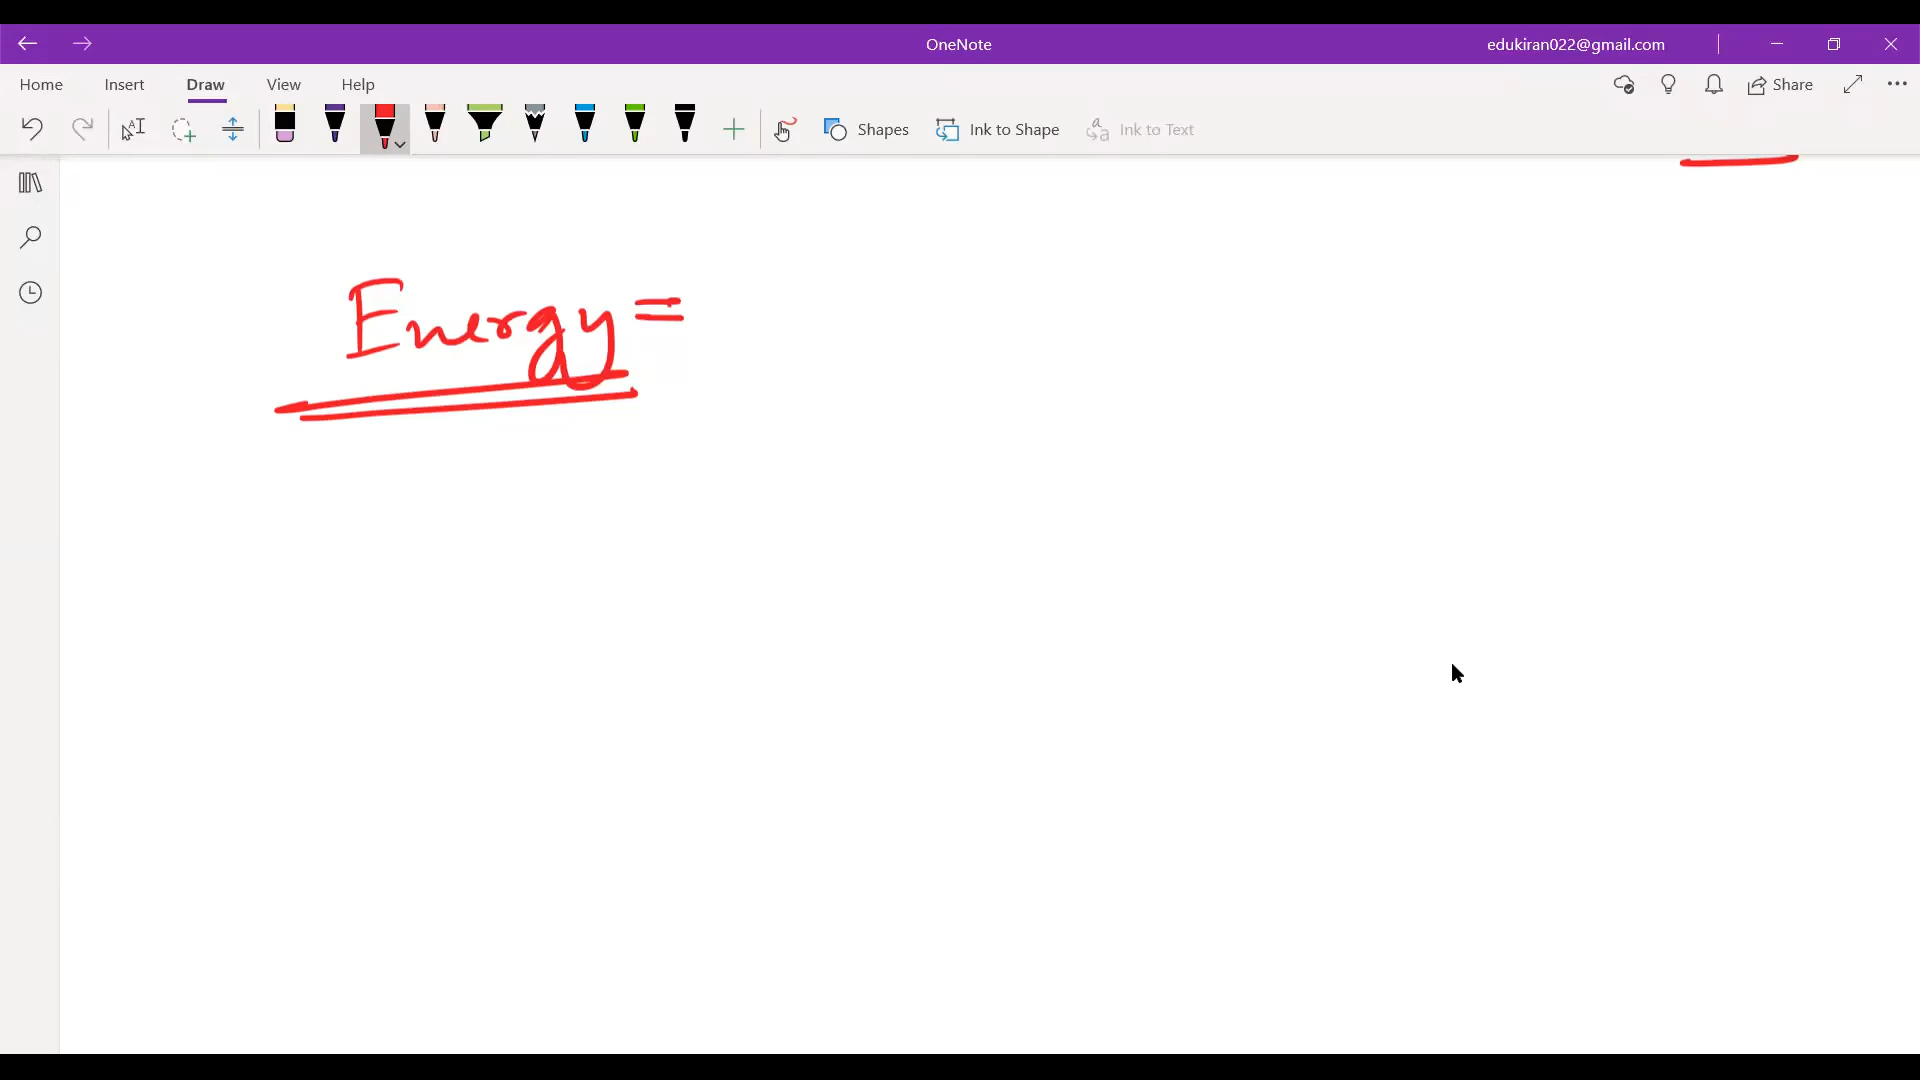 OneNote
edukiran022@gmail.com
Home Insert Draw View Help
Share
Shapes Ink to Shape Ink to Text
Energy=